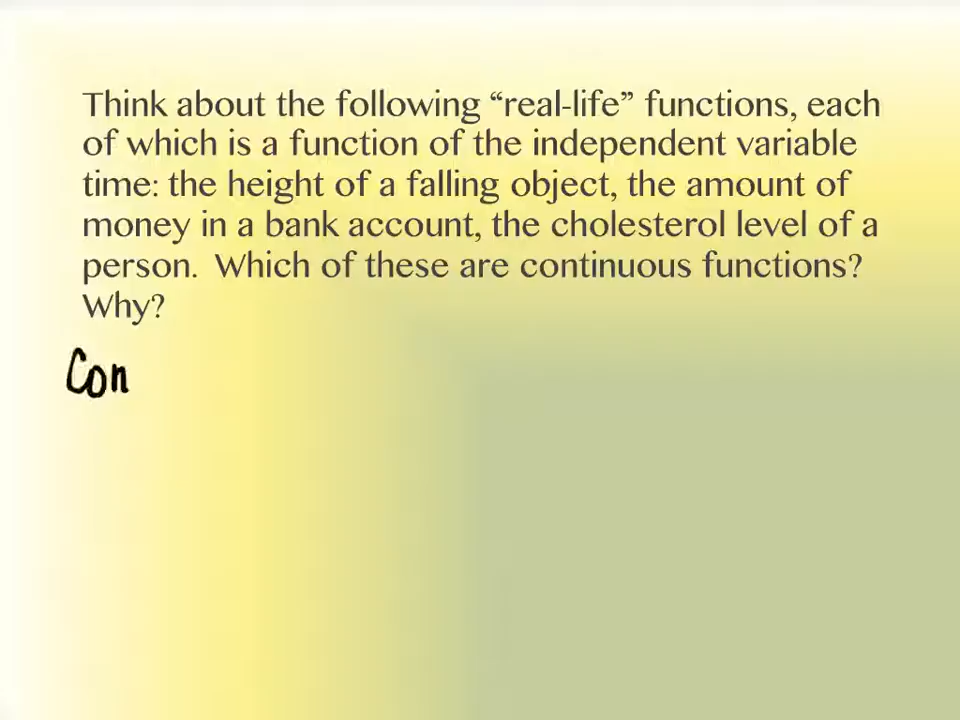 Think about the following “real-life” functions, each
of which is a function of the independent variable
time: the height of a falling object, the amount of
money in a bank account, the cholesterol level of a
person.  Which of these are continuous functions?
Why?
Con